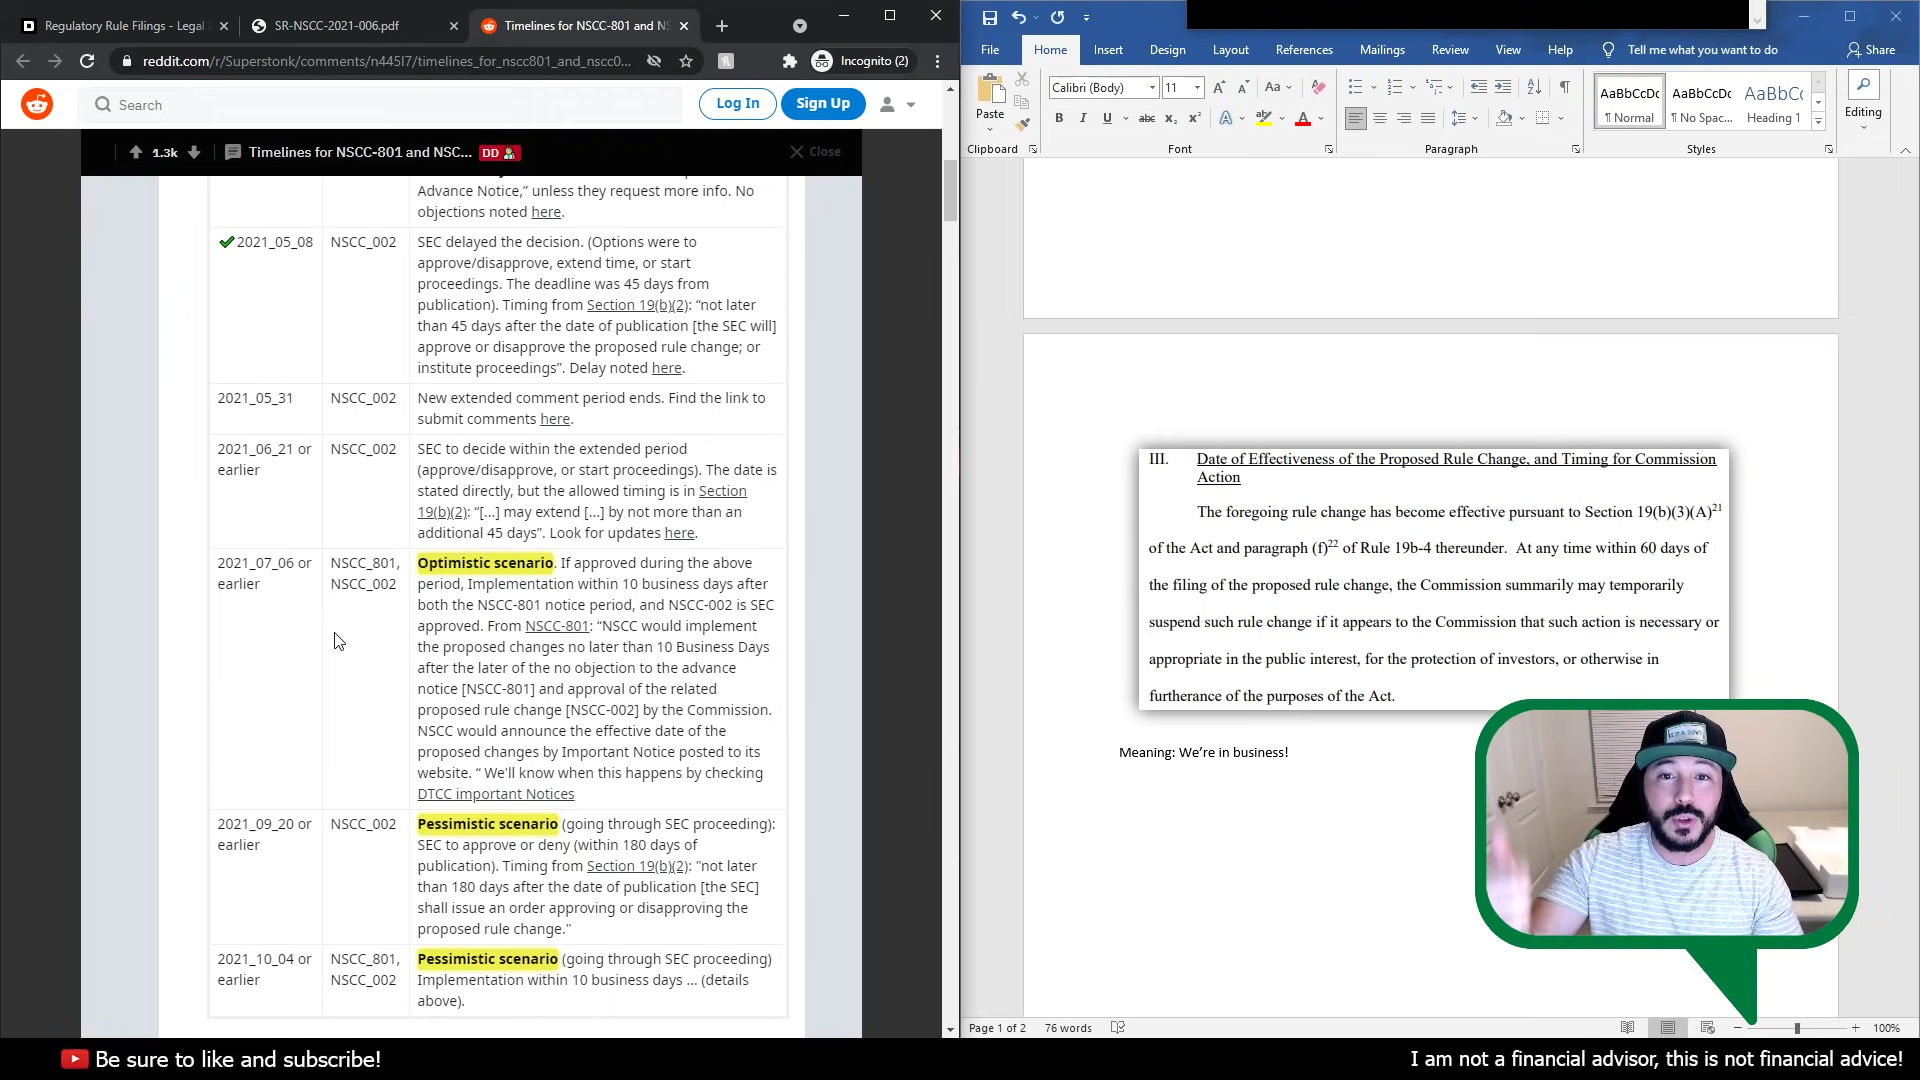 Regulatory Rule Filings - Legal
SR-NSCC-2021-006.pdf
Timelines for NSCC-801 and NS
reddit.com/r/Superstonk/comments/n445l7/timelines_for_nscc801_and_nscc0...
Incognito (2)
Search
Log In
Sign Up
1.3k
Timelines for NSCC-801 and NSC...
DD
Close
Advance Notice,” unless they request more info. No
objections noted here.
2021_05_08
NSCC_002
SEC delayed the decision. (Options were to
approve/disapprove, extend time, or start
proceedings. The deadline was 45 days from
publication). Timing from Section 19(b)(2): “not later
than 45 days after the date of publication [the SEC will]
approve or disapprove the proposed rule change; or
institute proceedings”. Delay noted here.
2021_05_31
NSCC_002
New extended comment period ends. Find the link to
submit comments here.
2021_06_21 or
earlier
NSCC_002
SEC to decide within the extended period
(approve/disapprove, or start proceedings). The date is
stated directly, but the allowed timing is in Section
19(b)(2): “[...] may extend [...] by not more than an
additional 45 days”. Look for updates here.
2021_07_06 or
earlier
NSCC_801,
NSCC_002
Optimistic scenario. If approved during the above
period, Implementation within 10 business days after
both the NSCC-801 notice period, and NSCC-002 is SEC
approved. From NSCC-801: “NSCC would implement
the proposed changes no later than 10 Business Days
after the later of the no objection to the advance
notice [NSCC-801] and approval of the related
proposed rule change [NSCC-002] by the Commission.
NSCC would announce the effective date of the
proposed changes by Important Notice posted to its
website. “ We'll know when this happens by checking
DTCC important Notices
2021_09_20 or
earlier
NSCC_002
Pessimistic scenario (going through SEC proceeding):
SEC to approve or deny (within 180 days of
publication). Timing from Section 19(b)(2): "not later
than 180 days after the date of publication [the SEC]
shall issue an order approving or disapproving the
proposed rule change."
2021_10_04 or
earlier
NSCC_801,
NSCC_002
Pessimistic scenario (going through SEC proceeding)
Implementation within 10 business days ... (details
above).
File
Home
Insert
Design
Layout
References
Mailings
Review
View
Help
Tell me what you want to do
Share
Paste
Calibri (Body)
11
Aa
B I U abc x₂ x²
A
A
AaBbCcDc
¶ Normal
AaBbCcDc
¶ No Spac...
AaBbC
Heading 1
Editing
Clipboard
Font
Paragraph
Styles
III. Date of Effectiveness of the Proposed Rule Change, and Timing for Commission
Action
The foregoing rule change has become effective pursuant to Section 19(b)(3)(A)21
of the Act and paragraph (f)22 of Rule 19b-4 thereunder. At any time within 60 days of
the filing of the proposed rule change, the Commission summarily may temporarily
suspend such rule change if it appears to the Commission that such action is necessary or
appropriate in the public interest, for the protection of investors, or otherwise in
furtherance of the purposes of the Act.
Meaning: We’re in business!
Page 1 of 2
76 words
100%
Be sure to like and subscribe!
I am not a financial advisor, this is not financial advice!